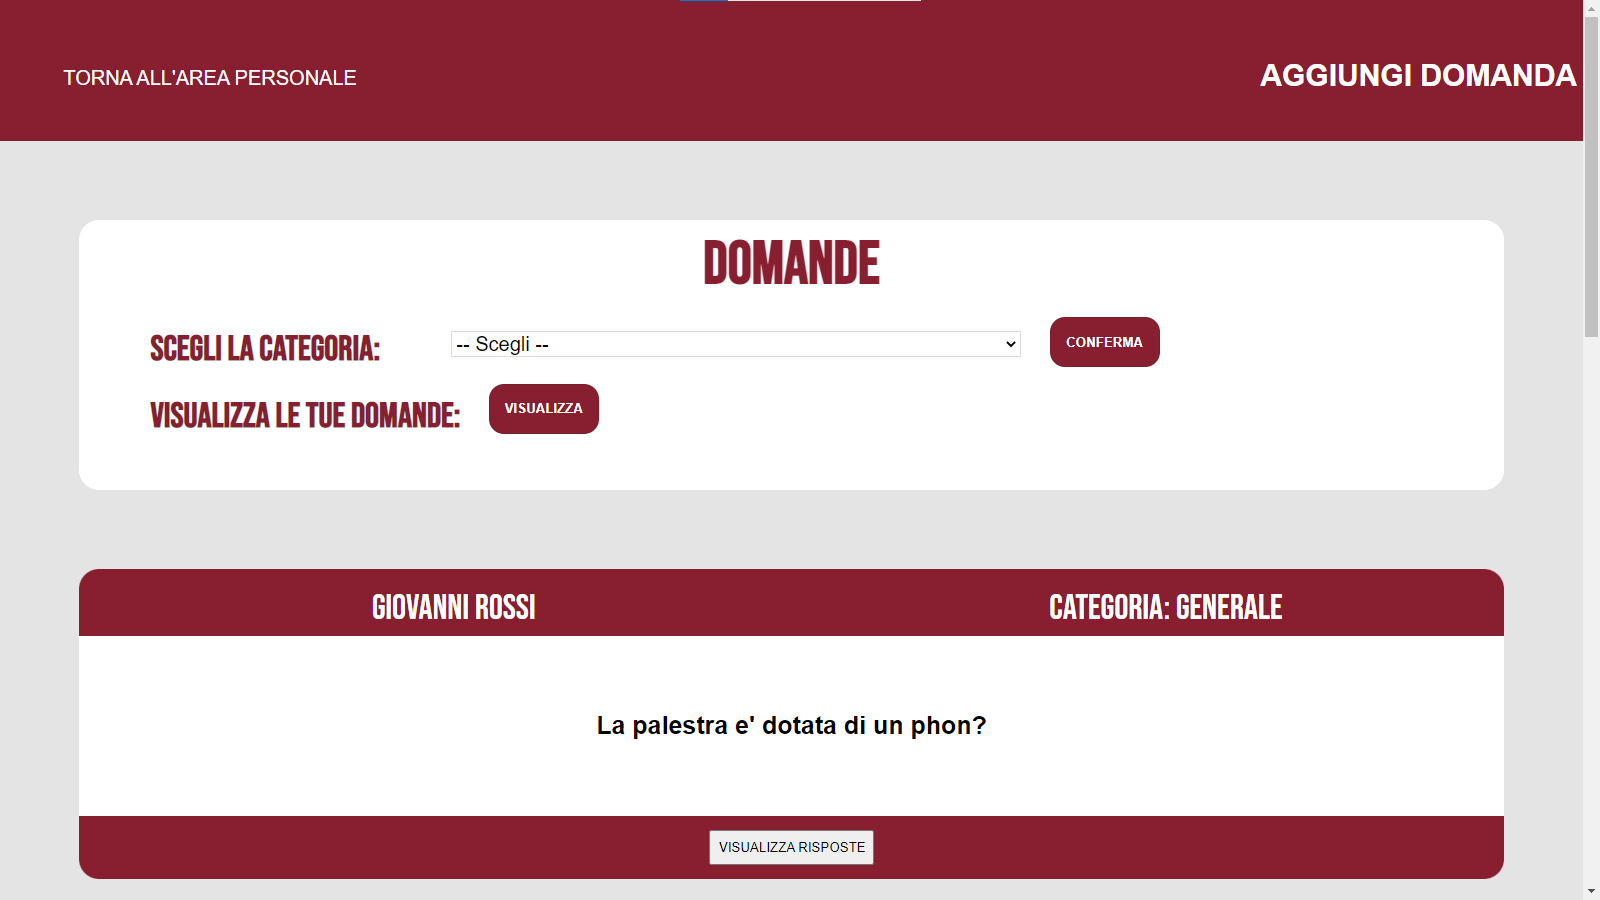 TORNA ALL'AREA PERSONALE
AGGIUNGI DOMANDA
DOMANDE
SCEGLI LA CATEGORIA:
-- Scegli --
CONFERMA
VISUALIZZA LE TUE DOMANDE:
VISUALIZZA
GIOVANNI ROSSI
CATEGORIA: GENERALE
La palestra e' dotata di un phon?
VISUALIZZA RISPOSTE